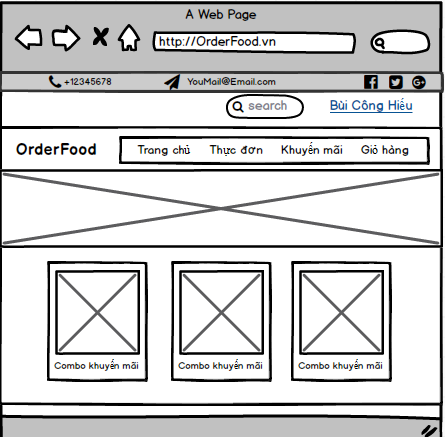 A Web Page
http://OrderFood.vn
+12345678 YouMail@Email.com
search Bùi Công Hiếu
OrderFood Trang chủ Thực đơn Khuyến mãi Giỏ hàng
Combo khuyến mãi Combo khuyến mãi Combo khuyến mãi